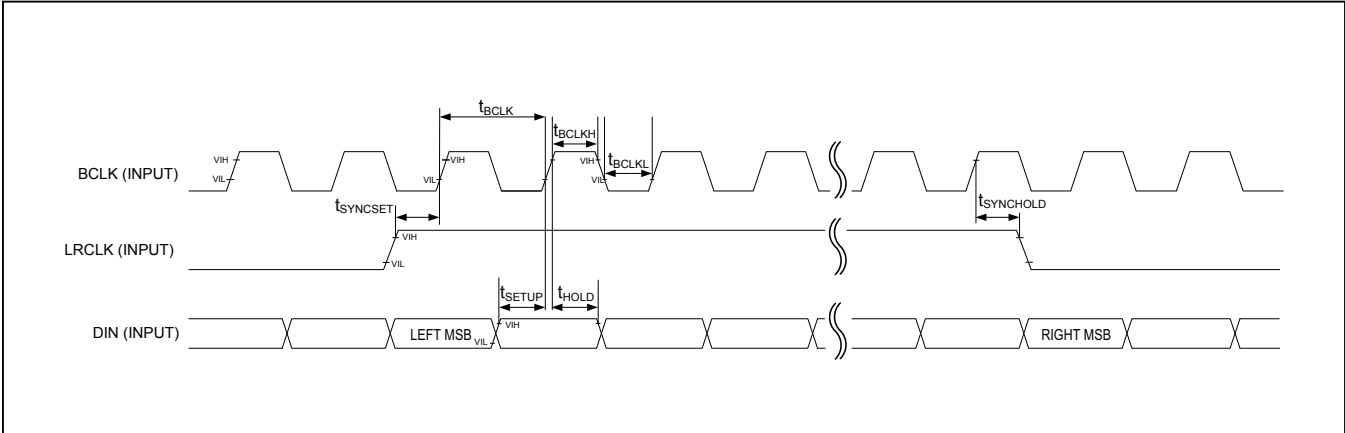 tBCLK
tBCLKH
VIH
VIL
VIH
VIL
VIH
VIL
tBCLKL
BCLK (INPUT)
tSYNCSET
tSYNCHOLD
VIH
VIL
LRCLK (INPUT)
tSETUP
tHOLD
VIH
VIL
DIN (INPUT)
LEFT MSB
RIGHT MSB